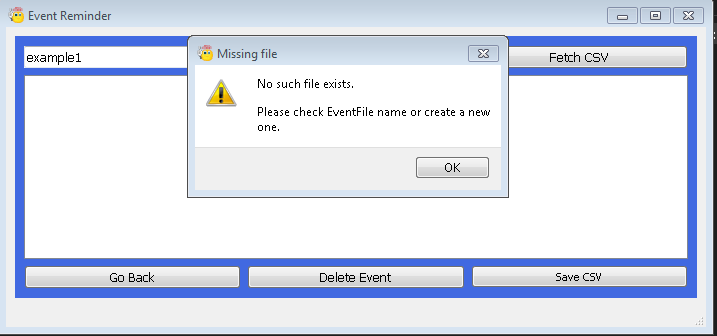 Event Reminder
Missing file
example1
Fetch CSV
No such file exists.
Please check EventFile name or create a new
one.
OK
Go Back
Delete Event
Save CSV